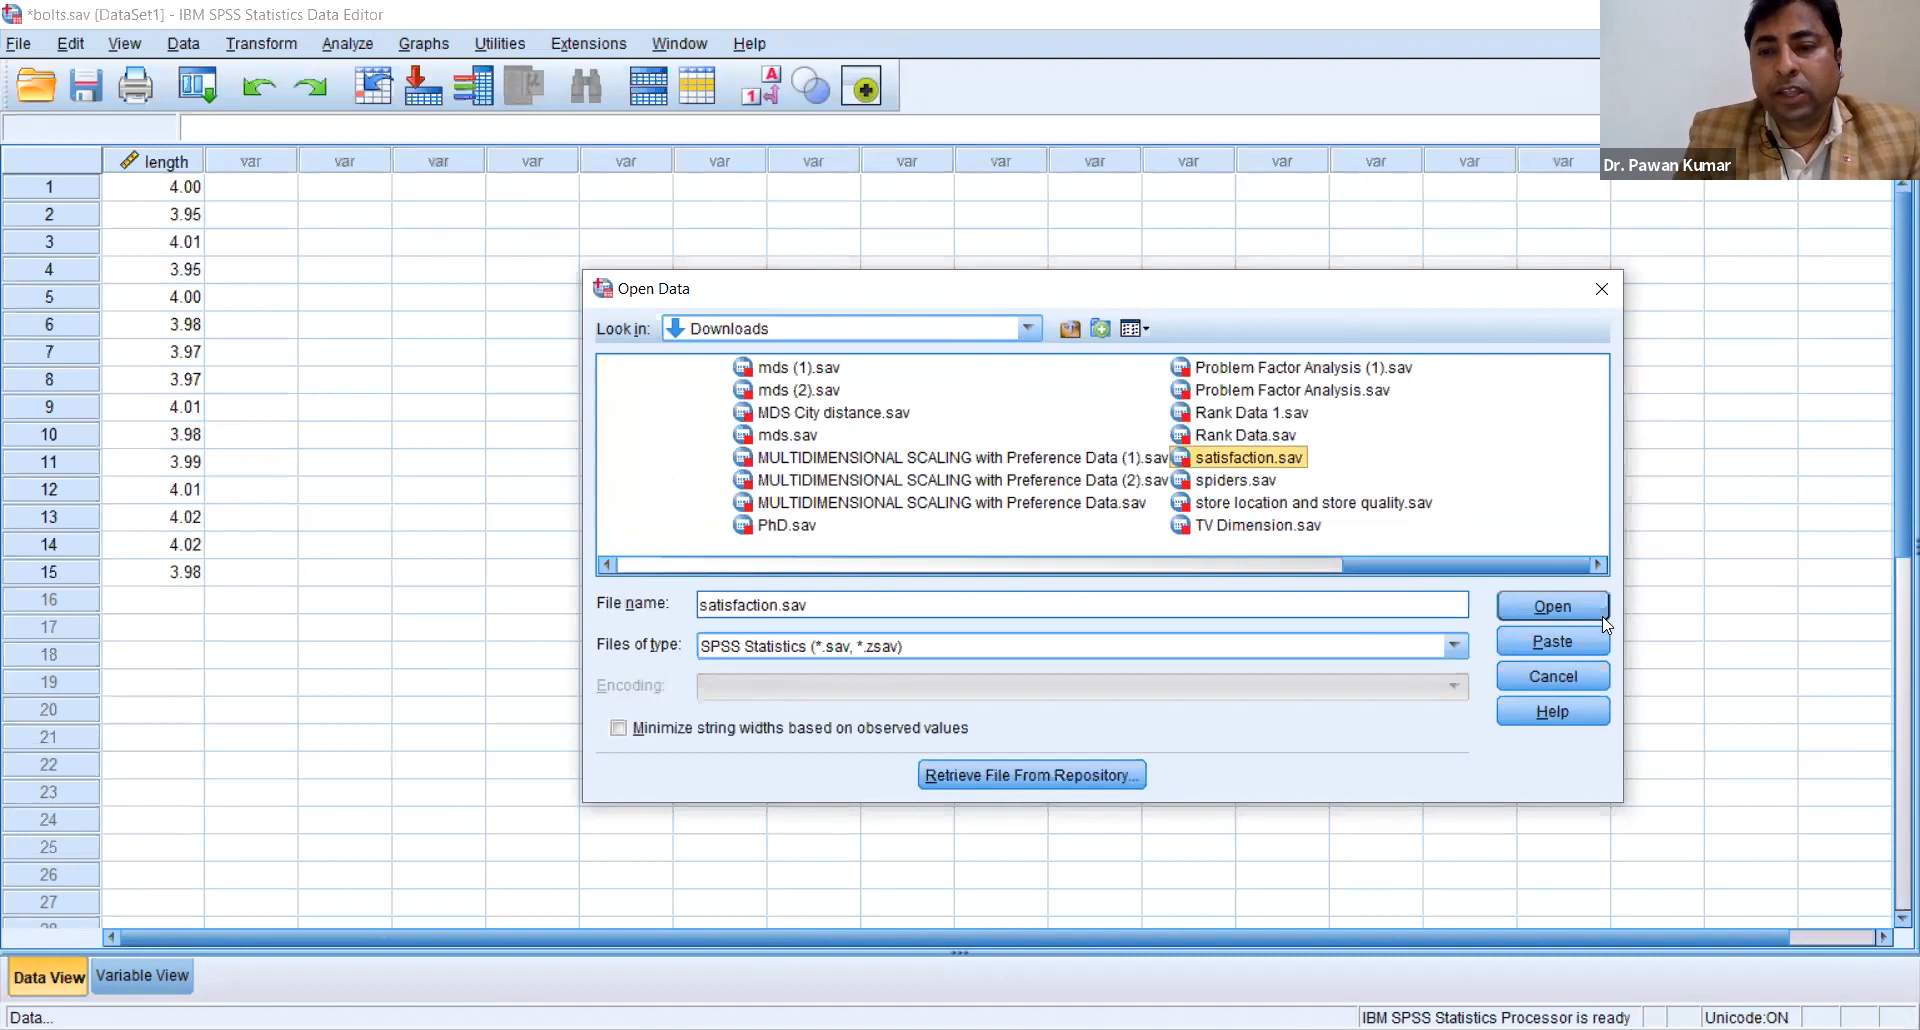 *bolts.sav [DataSet1] - IBM SPSS Statistics Data Editor
File Edit View Data Transform Analyze Graphs Utilities Extensions Window Help
A
1
Dr. Pawan Kumar
length var var var var var var var var var var var var var var var
1 4.00
2 3.95
3 4.01
4 3.95
5 4.00
6 3.98
7 3.97
8 3.97
9 4.01
10 3.98
11 3.99
12 4.01
13 4.02
14 4.02
15 3.98
16
17
18
19
20
21
22
23
24
25
26
27
28
Open Data
Look in: Downloads
mds (1).sav
mds (2).sav
MDS City distance.sav
mds.sav
MULTIDIMENSIONAL SCALING with Preference Data (1).sav
MULTIDIMENSIONAL SCALING with Preference Data (2).sav
MULTIDIMENSIONAL SCALING with Preference Data.sav
PhD.sav
Problem Factor Analysis (1).sav
Problem Factor Analysis.sav
Rank Data 1.sav
Rank Data.sav
satisfaction.sav
spiders.sav
store location and store quality.sav
TV Dimension.sav
File name: satisfaction.sav
Files of type: SPSS Statistics (*.sav, *.zsav)
Encoding:
Minimize string widths based on observed values
Open
Paste
Cancel
Help
Retrieve File From Repository...
Data View Variable View
Data... IBM SPSS Statistics Processor is ready Unicode:ON